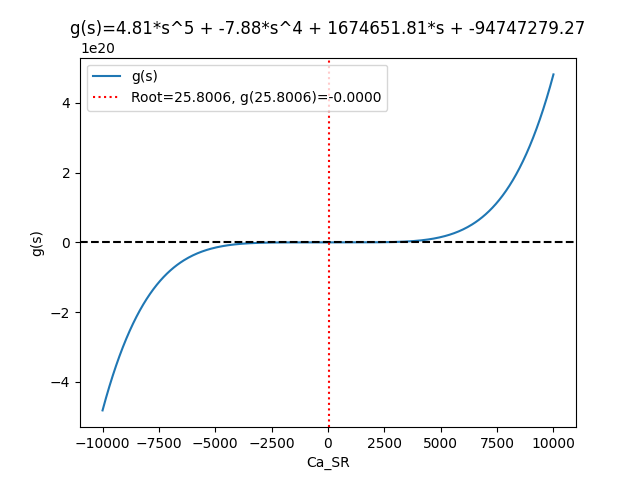 g(s)=4.81*s^5 + -7.88*s^4 + 1674651.81*s + -94747279.27
1e20
g(s)
Root=25.8006, g(25.8006)=-0.0000
4
2
0
−2
−4
g(s)
−10000 −7500 −5000 −2500 0 2500 5000 7500 10000
Ca_SR